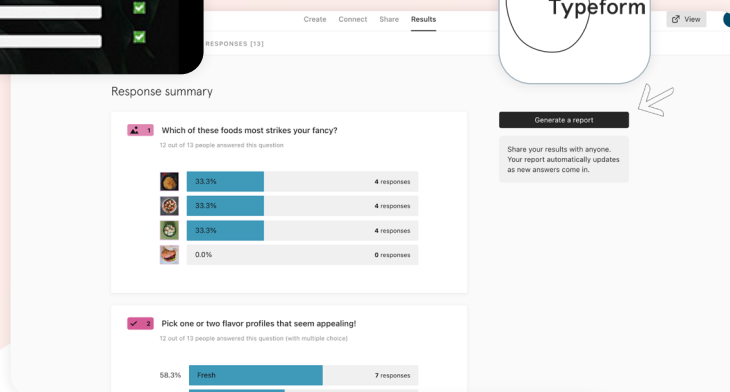 Typeform
Create Connect Share Results
View
RESPONSES [13]
Response summary
1 Which of these foods most strikes your fancy?
12 out of 13 people answered this question
33.3% 4 responses
33.3% 4 responses
33.3% 4 responses
0.0% 0 responses
Generate a report
Share your results with anyone.
Your report automatically updates
as new answers come in.
2 Pick one or two flavor profiles that seem appealing!
12 out of 13 people answered this question (with multiple choice)
58.3% Fresh 7 responses